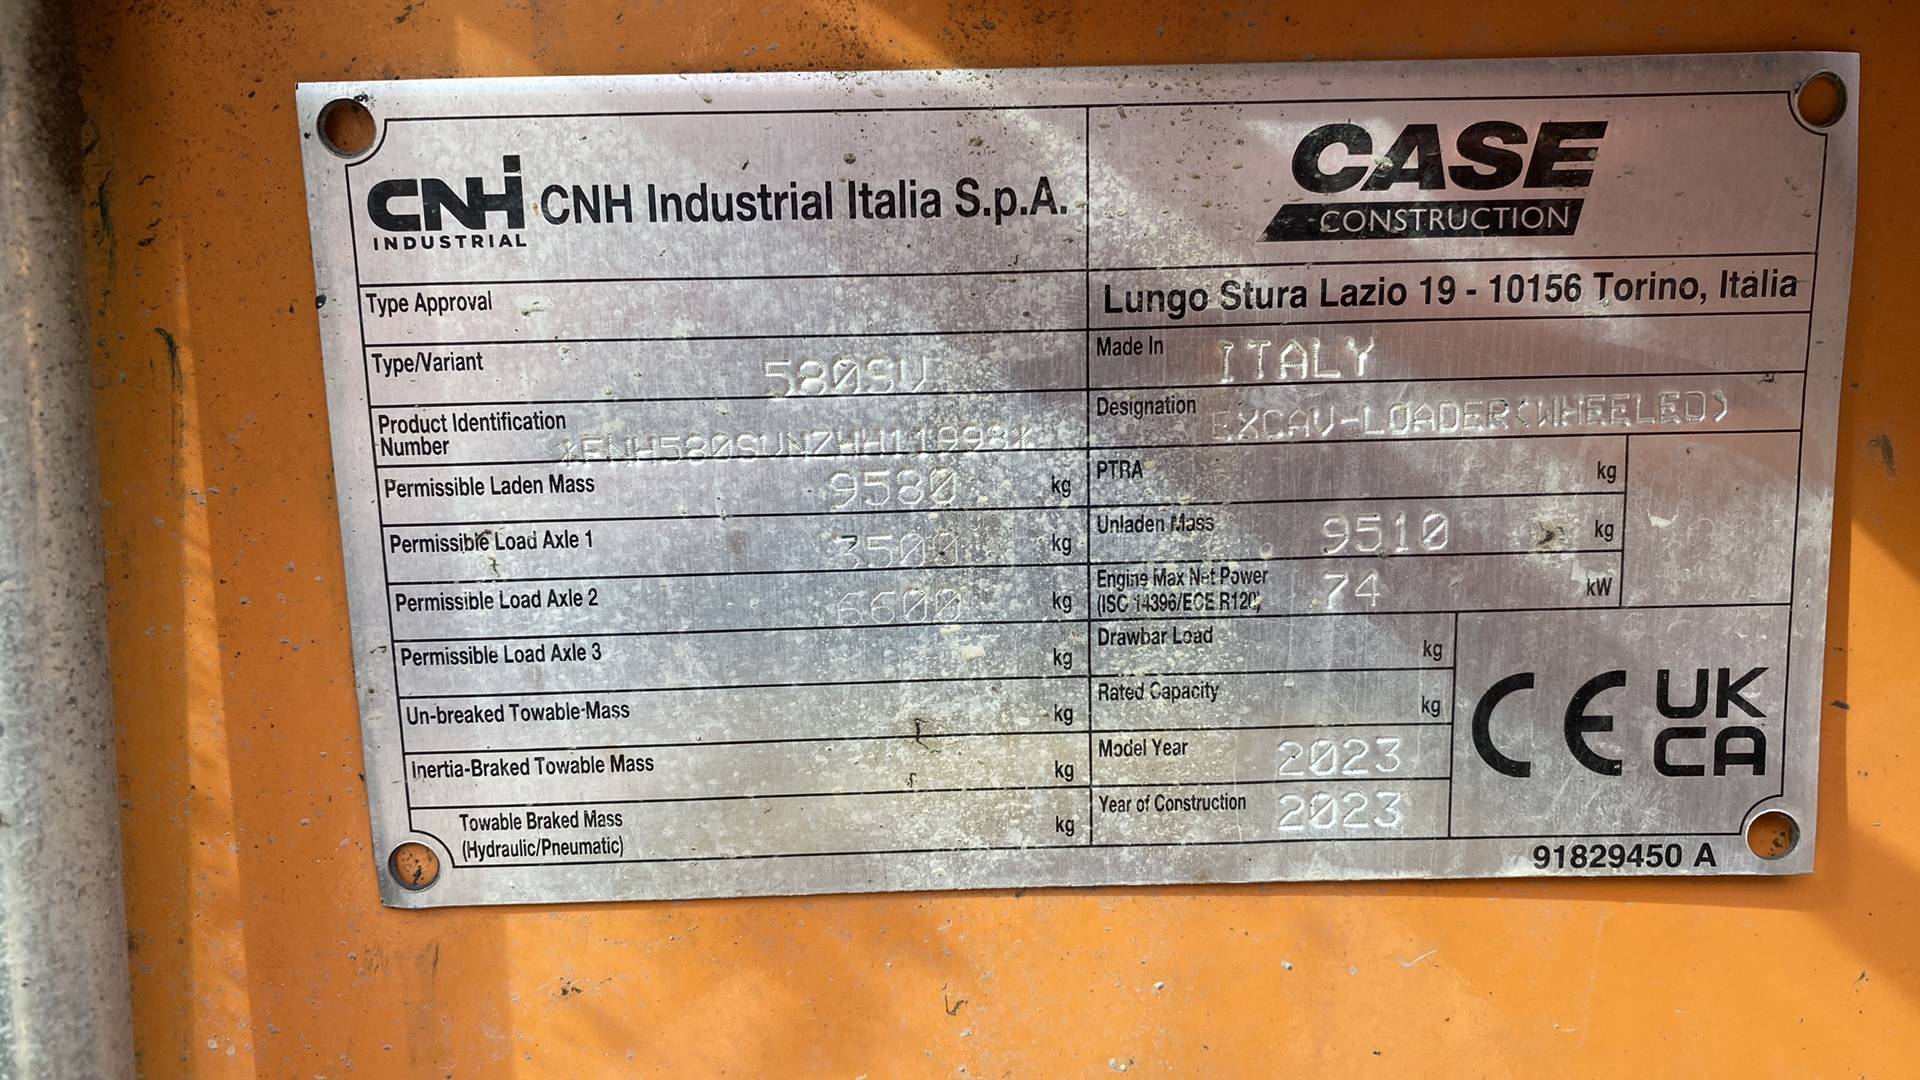 CNH INDUSTRIAL
CNH Industrial Italia S.p.A.
CASE
CONSTRUCTION
Type Approval
Lungo Stura Lazio 19 - 10156 Torino, Italia
Type/Variant 580SV
Made In ITALY
Product Identification
Number
Designation EXCAV-LOADER(WHEELED)
Permissible Laden Mass 9580 kg
PTRA kg
Permissible Load Axle 1 3500 kg
Unladen Mass 9510 kg
Permissible Load Axle 2 6600 kg
Engine Max Net Power 74 kW
(ISO 14396/ECE R120)
Permissible Load Axle 3 kg
Drawbar Load kg
Un-breaked Towable-Mass kg
Rated Capacity kg
Inertia-Braked Towable Mass kg
Model Year 2023
Towable Braked Mass
(Hydraulic/Pneumatic) kg
Year of Construction 2023
CE
UK
CA
91829450 A